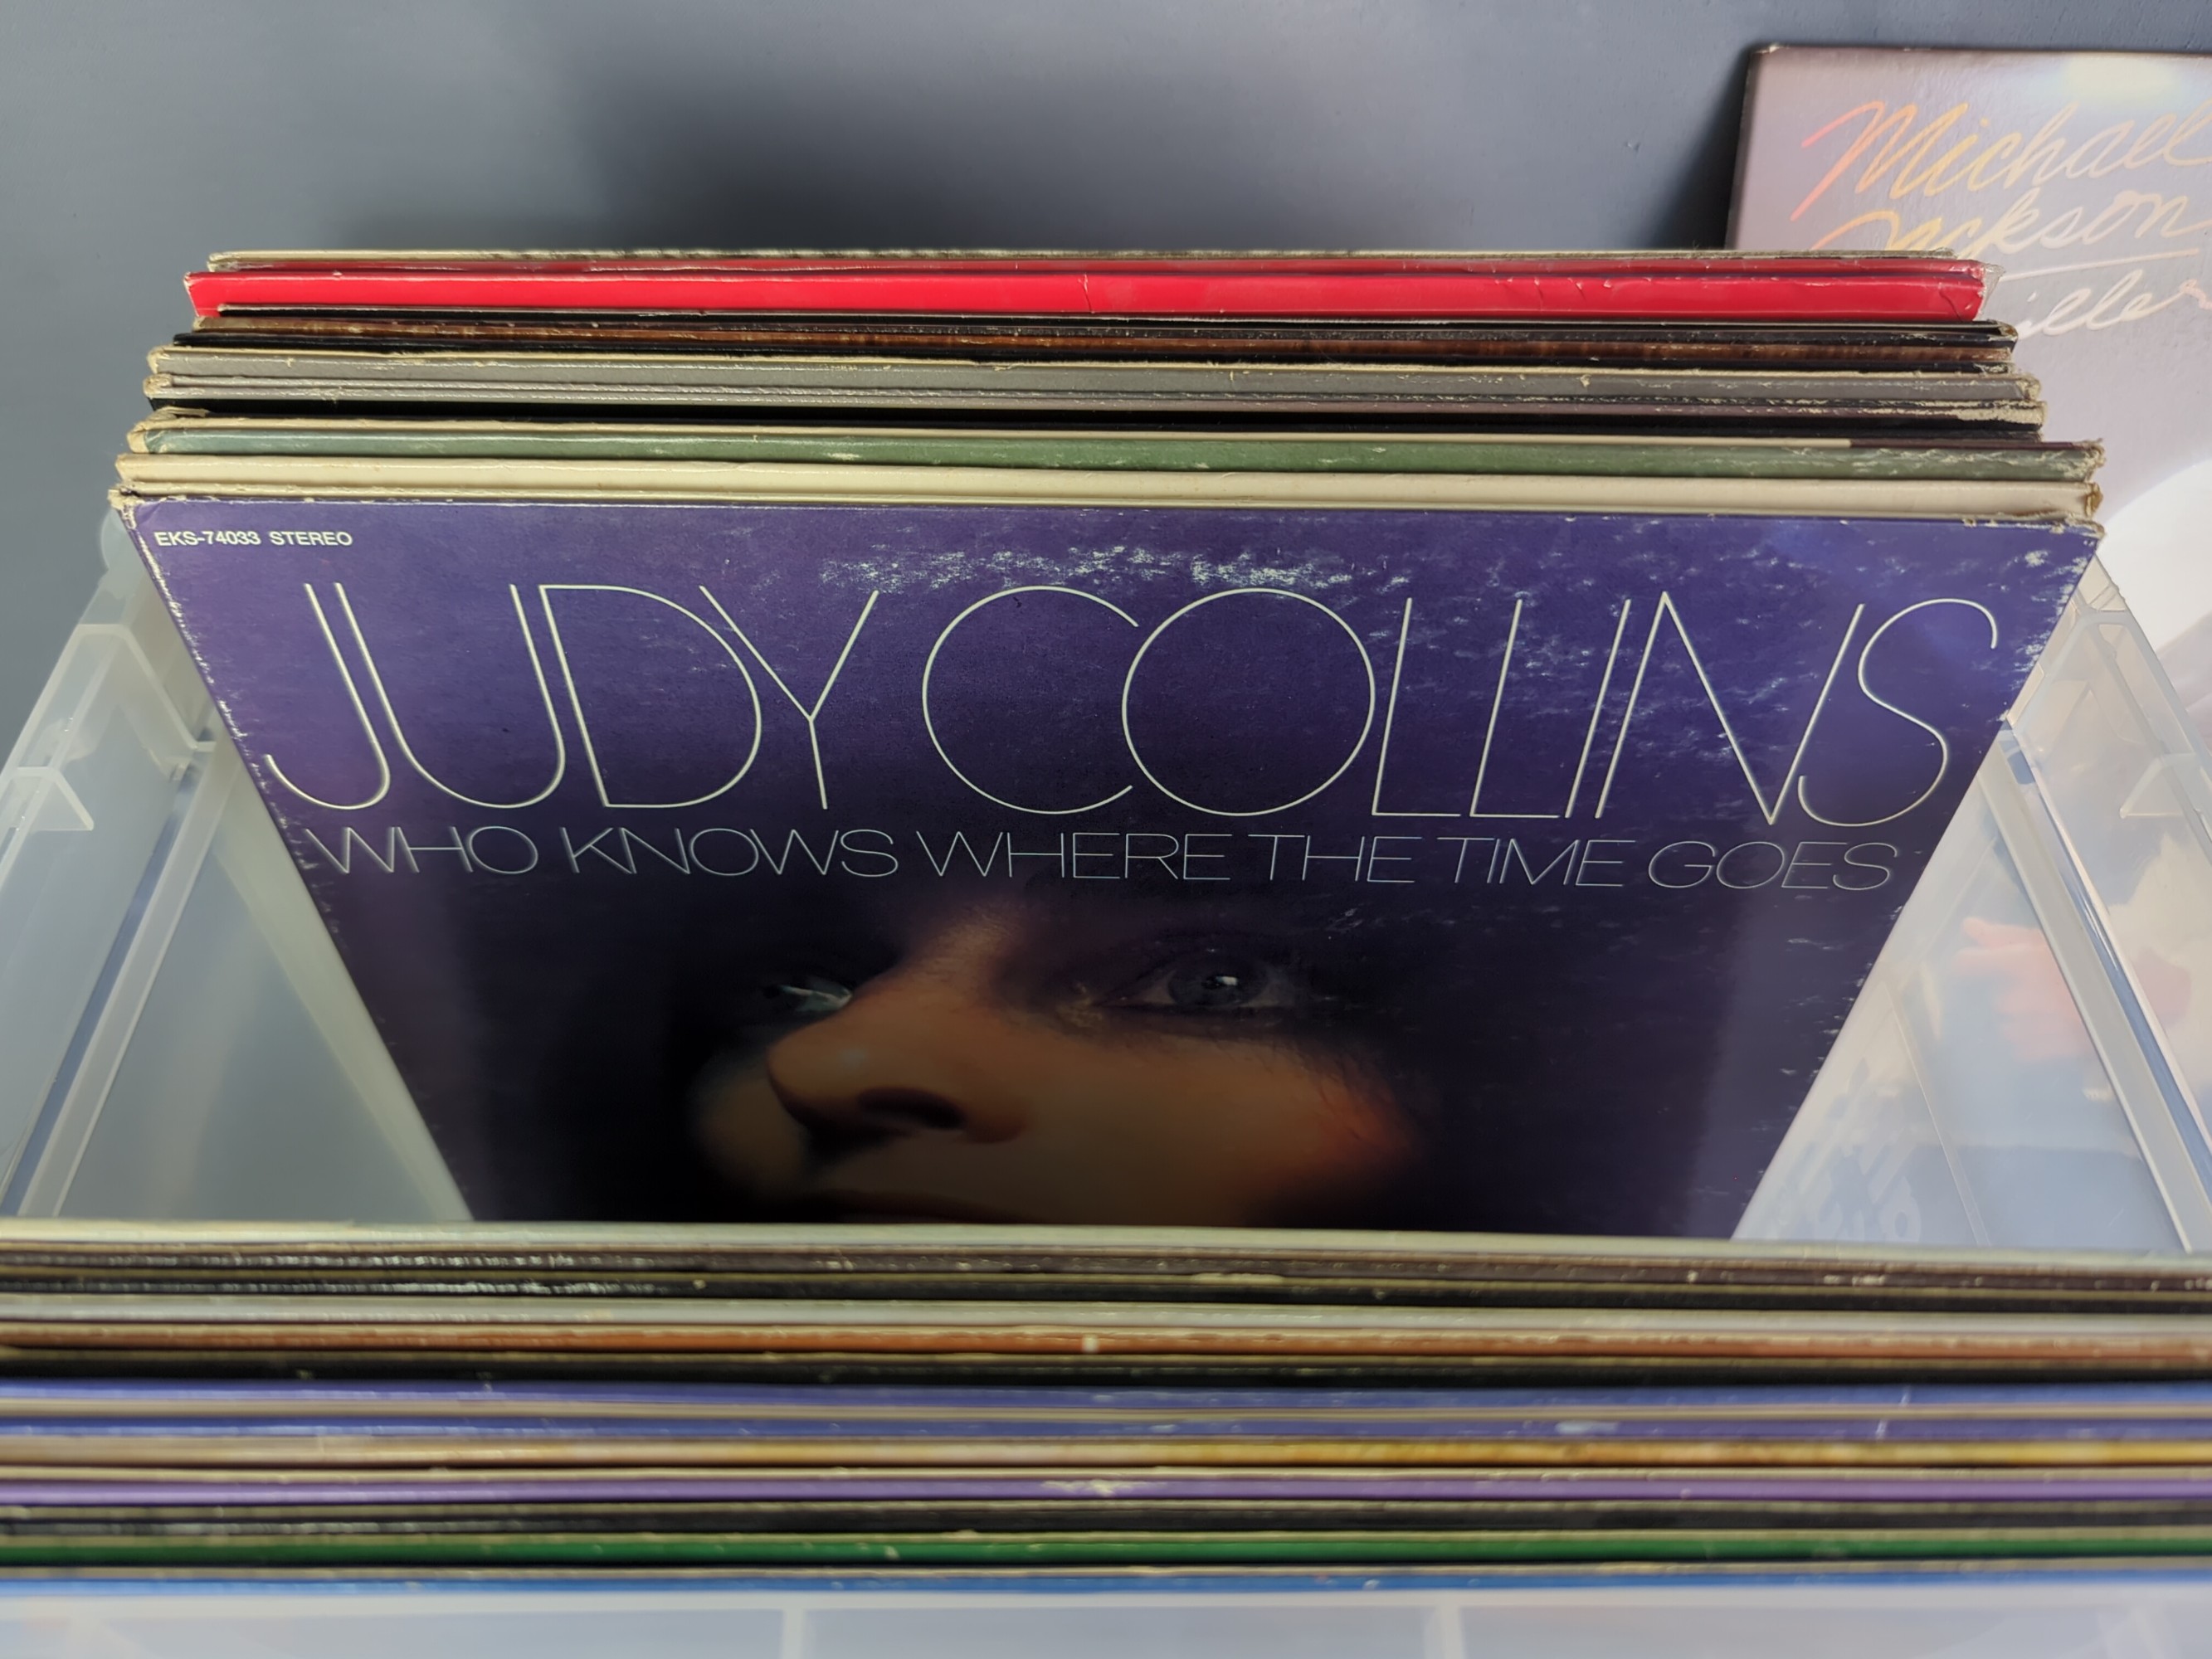 EKS-74033 STEREO
JUDY COLLINS
WHO KNOWS WHERE THE TIME GOES
Michael
Jackson